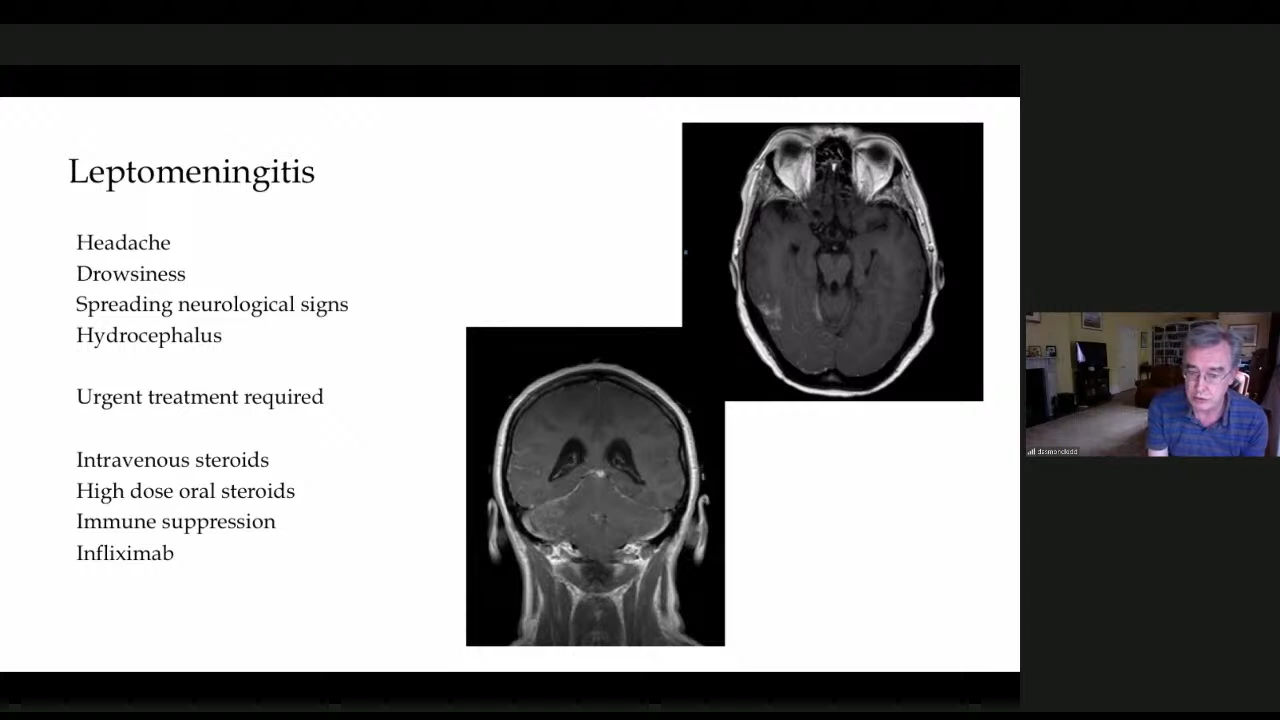 Leptomeningitis
Headache
Drowsiness
Spreading neurological signs
Hydrocephalus
Urgent treatment required
Intravenous steroids
High dose oral steroids
Immune suppression
Infliximab
desmondkidd